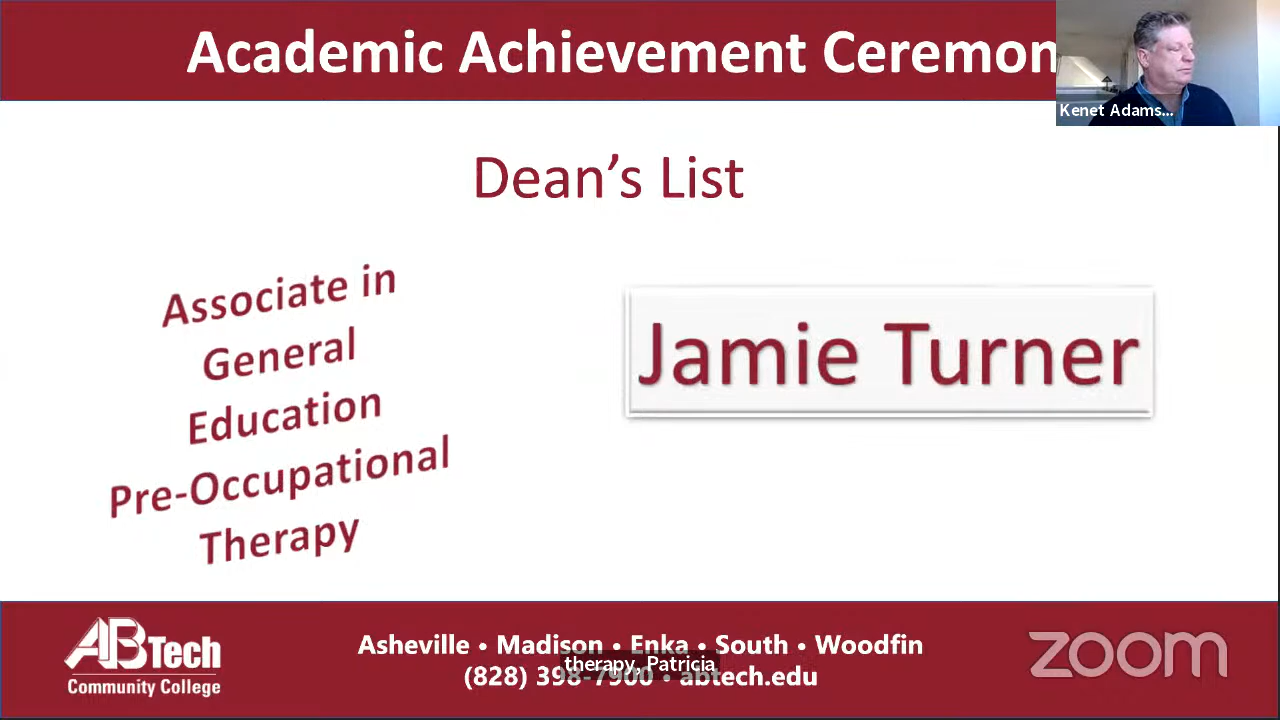 Academic Achievement Ceremon
Kenet Adams...
Dean's List
Associate in
General
Education
Pre-Occupational
Therapy
Jamie Turner
AB Tech
Community College
Asheville • Madison • Enka • South • Woodfin
therapy, Patricia
(828) 398-7900 • abtech.edu
zoom